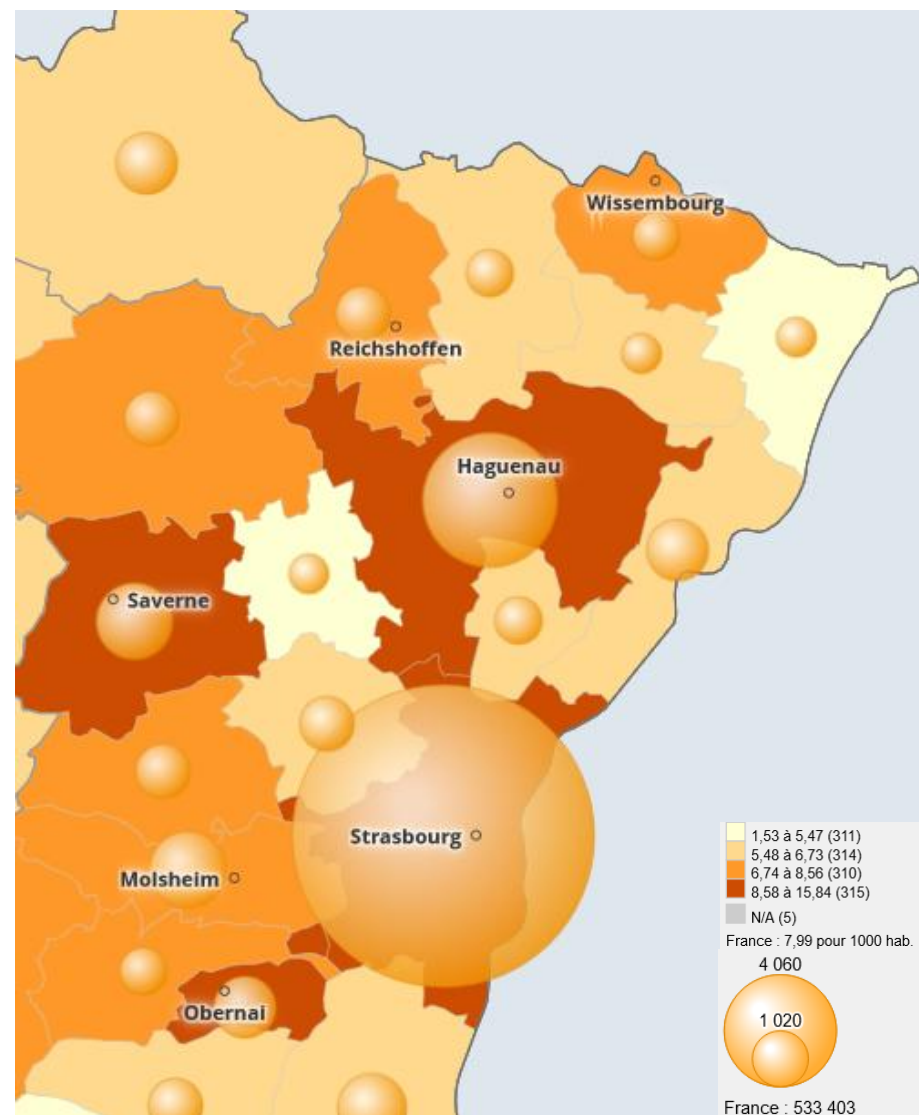 Wissembourg
Reichshoffen
Haguenau
Saverne
Strasbourg
Molsheim
Obernai
1,53 à 5,47 (311)
5,48 à 6,73 (314)
6,74 à 8,56 (310)
8,58 à 15,84 (315)
N/A (5)
France : 7,99 pour 1000 hab.
4 060
1 020
France : 533 403